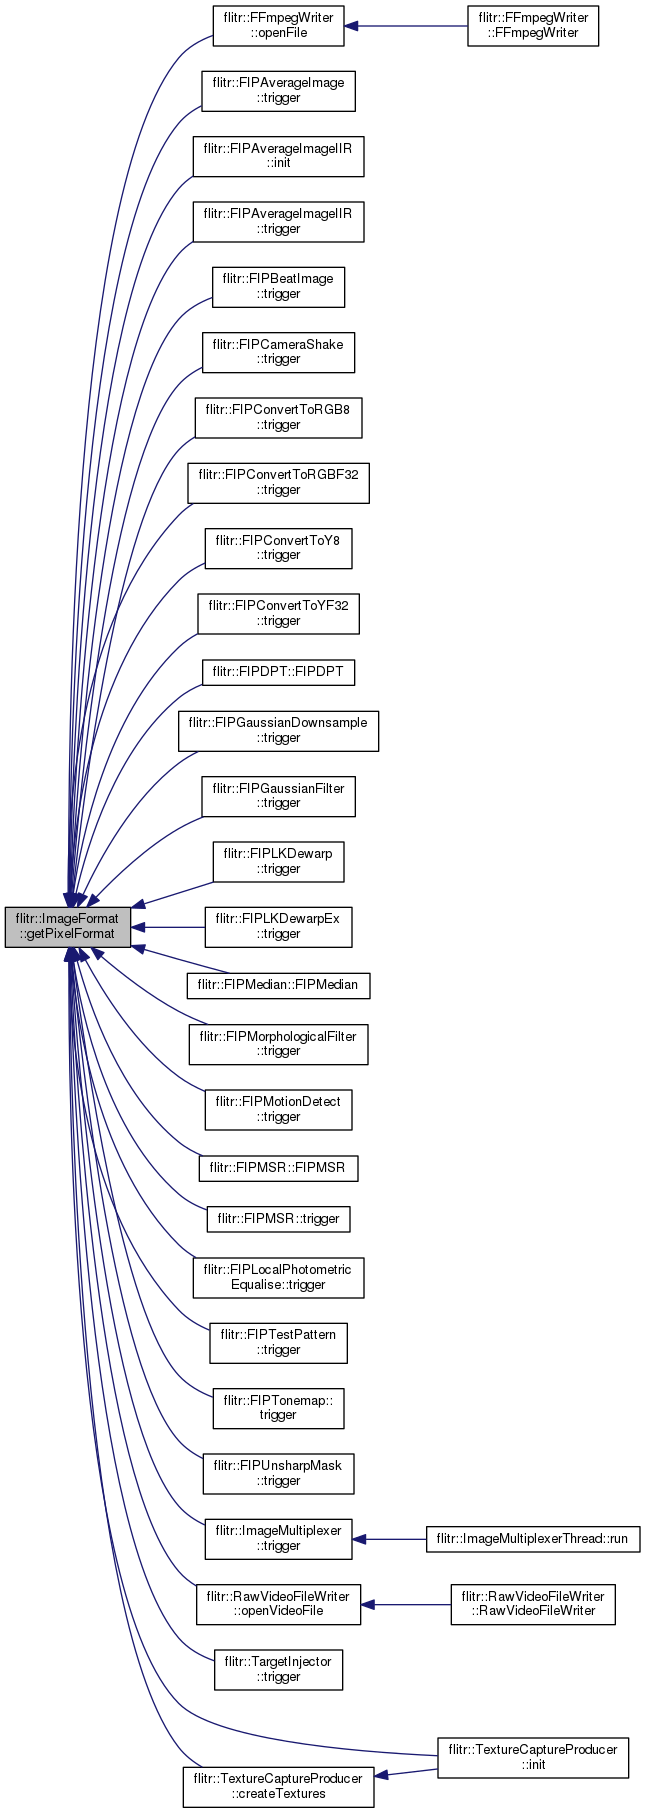 flitr::FFmpegWriter
::openFile
flitr::FFmpegWriter
::FFmpegWriter
flitr::FIPAverageImage
::trigger
flitr::FIPAverageImageIIR
::init
flitr::FIPAverageImageIIR
::trigger
flitr::FIPBeatImage
::trigger
flitr::FIPCameraShake
::trigger
flitr::FIPConvertToRGB8
::trigger
flitr::FIPConvertToRGBF32
::trigger
flitr::FIPConvertToY8
::trigger
flitr::FIPConvertToYF32
::trigger
flitr::FIPDPT::FIPDPT
flitr::FIPGaussianDownsample
::trigger
flitr::FIPGaussianFilter
::trigger
flitr::FIPLKDewarp
::trigger
flitr::ImageFormat
::getPixelFormat
flitr::FIPLKDewarpEx
::trigger
flitr::FIPMedian::FIPMedian
flitr::FIPMorphologicalFilter
::trigger
flitr::FIPMotionDetect
::trigger
flitr::FIPMSR::FIPMSR
flitr::FIPMSR::trigger
flitr::FIPLocalPhotometric
Equalise::trigger
flitr::FIPTestPattern
::trigger
flitr::FIPTonemap::
trigger
flitr::FIPUnsharpMask
::trigger
flitr::ImageMultiplexer
::trigger
flitr::ImageMultiplexerThread::run
flitr::RawVideoFileWriter
::openVideoFile
flitr::RawVideoFileWriter
::RawVideoFileWriter
flitr::TargetInjector
::trigger
flitr::TextureCaptureProducer
::init
flitr::TextureCaptureProducer
::createTextures